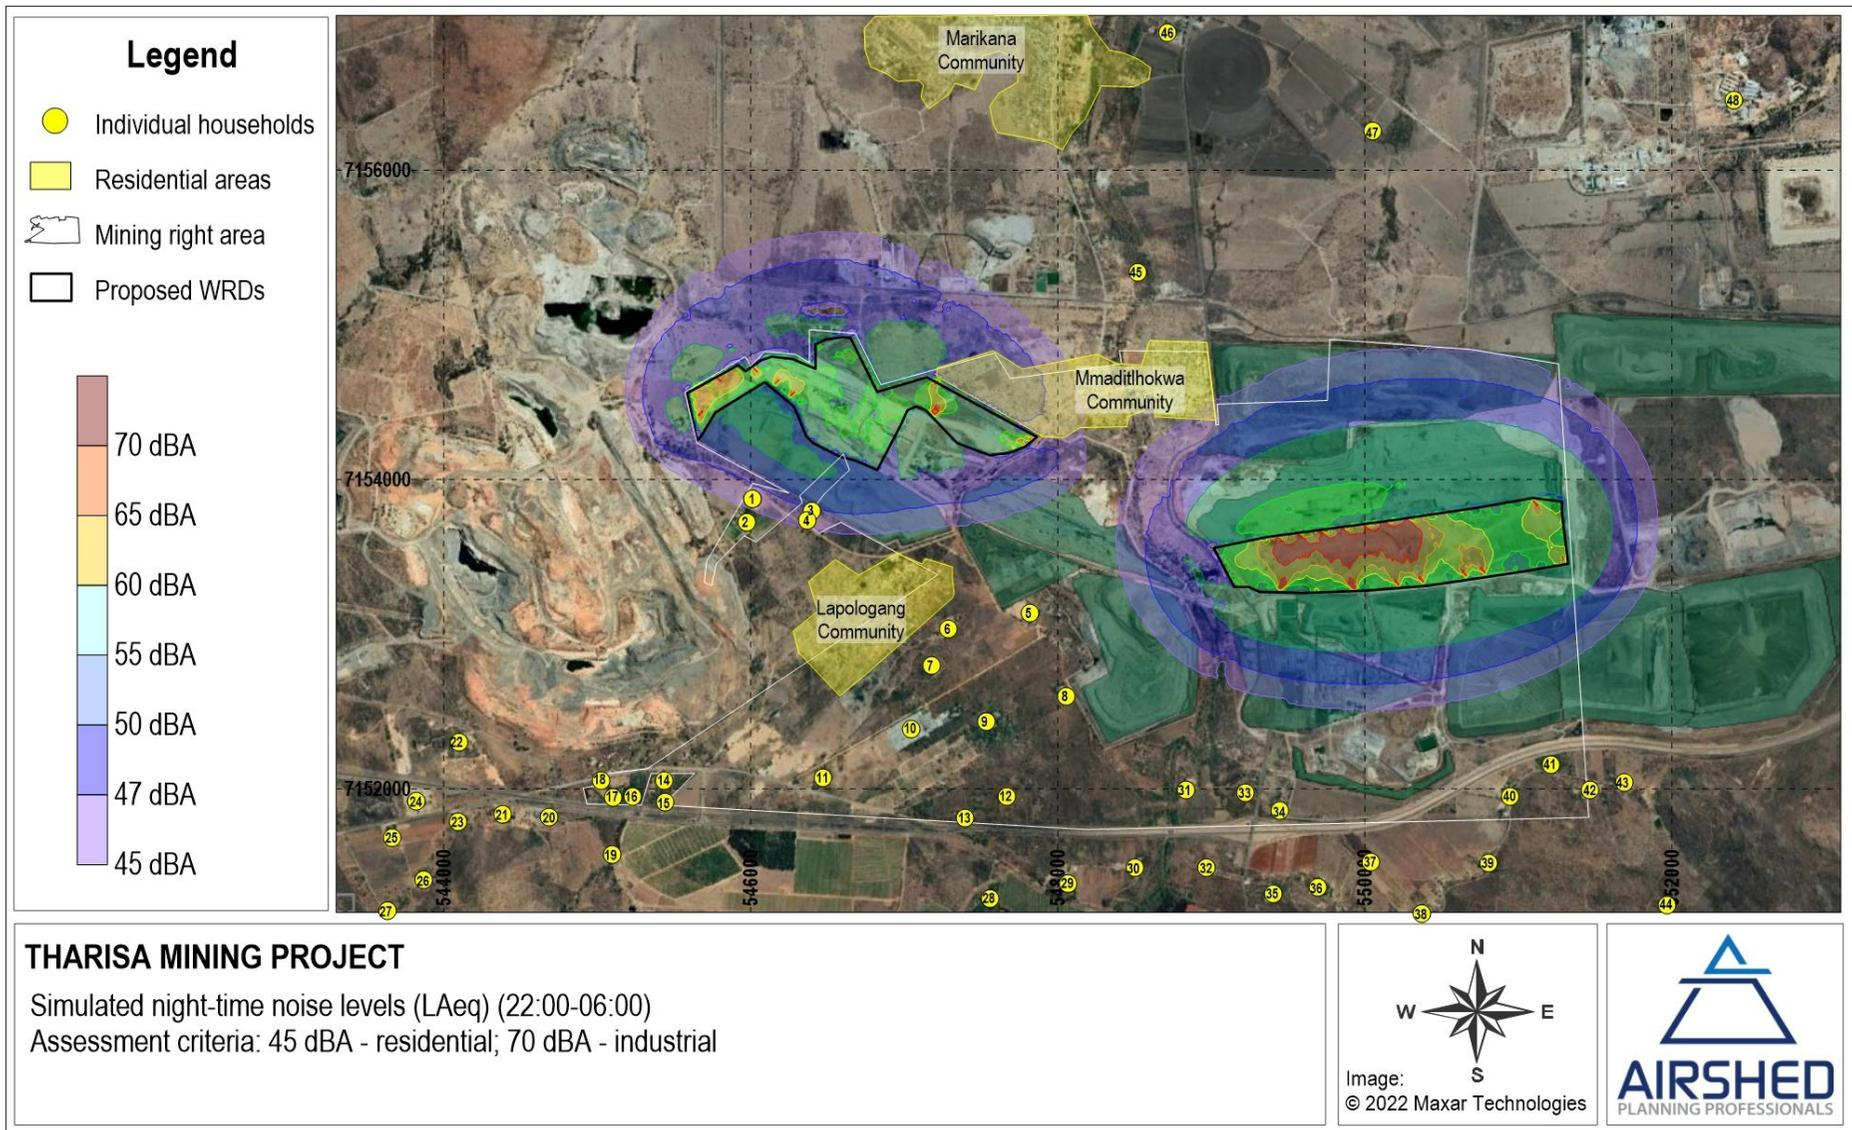 Legend
Individual households
Residential areas
Mining right area
Proposed WRDs
70 dBA
65 dBA
60 dBA
55 dBA
50 dBA
47 dBA
45 dBA
Marikana
Community
46
48
47
7156000
45
Mmaditlhokwa
Community
7154000
1
2
3
4
Lapologang
Community
5
6
7
8
9
10
22
11
18
14
17
16
15
7152000
12
13
31
33
34
41
40
42
43
24
25
23
21
20
19
26
27
544000
546000
548000
550000
552000
28
29
30
32
35
36
37
38
39
44
THARISA MINING PROJECT
Simulated night-time noise levels (LAeq) (22:00-06:00)
Assessment criteria: 45 dBA - residential; 70 dBA - industrial
N
W
E
S
Image:
© 2022 Maxar Technologies
AIRSHED
PLANNING PROFESSIONALS